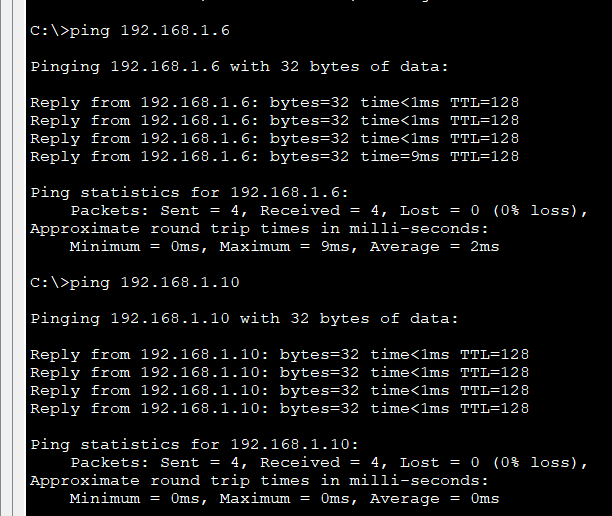 C:\>ping 192.168.1.6
Pinging 192.168.1.6 with 32 bytes of data:
Reply from 192.168.1.6: bytes=32 time<1ms TTL=128
Reply from 192.168.1.6: bytes=32 time<1ms TTL=128
Reply from 192.168.1.6: bytes=32 time<1ms TTL=128
Reply from 192.168.1.6: bytes=32 time=9ms TTL=128
Ping statistics for 192.168.1.6:
Packets: Sent = 4, Received = 4, Lost = 0 (0% loss),
Approximate round trip times in milli-seconds:
Minimum = 0ms, Maximum = 9ms, Average = 2ms
C:\>ping 192.168.1.10
Pinging 192.168.1.10 with 32 bytes of data:
Reply from 192.168.1.10: bytes=32 time<1ms TTL=128
Reply from 192.168.1.10: bytes=32 time<1ms TTL=128
Reply from 192.168.1.10: bytes=32 time<1ms TTL=128
Reply from 192.168.1.10: bytes=32 time<1ms TTL=128
Ping statistics for 192.168.1.10:
Packets: Sent = 4, Received = 4, Lost = 0 (0% loss),
Approximate round trip times in milli-seconds:
Minimum = 0ms, Maximum = 0ms, Average = 0ms